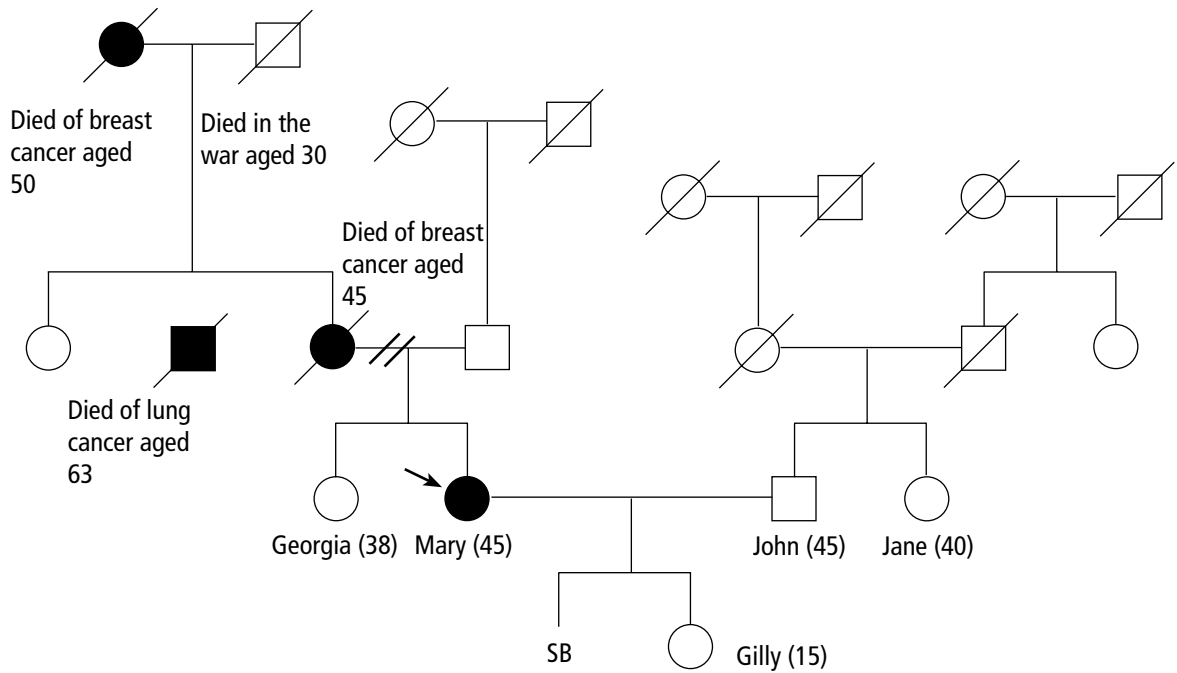 Died of breast
cancer aged
50
Died in the
war aged 30
Died of breast
cancer aged
45
Died of lung
cancer aged
63
Georgia (38)
Mary (45)
John (45)
Jane (40)
SB
Gilly (15)